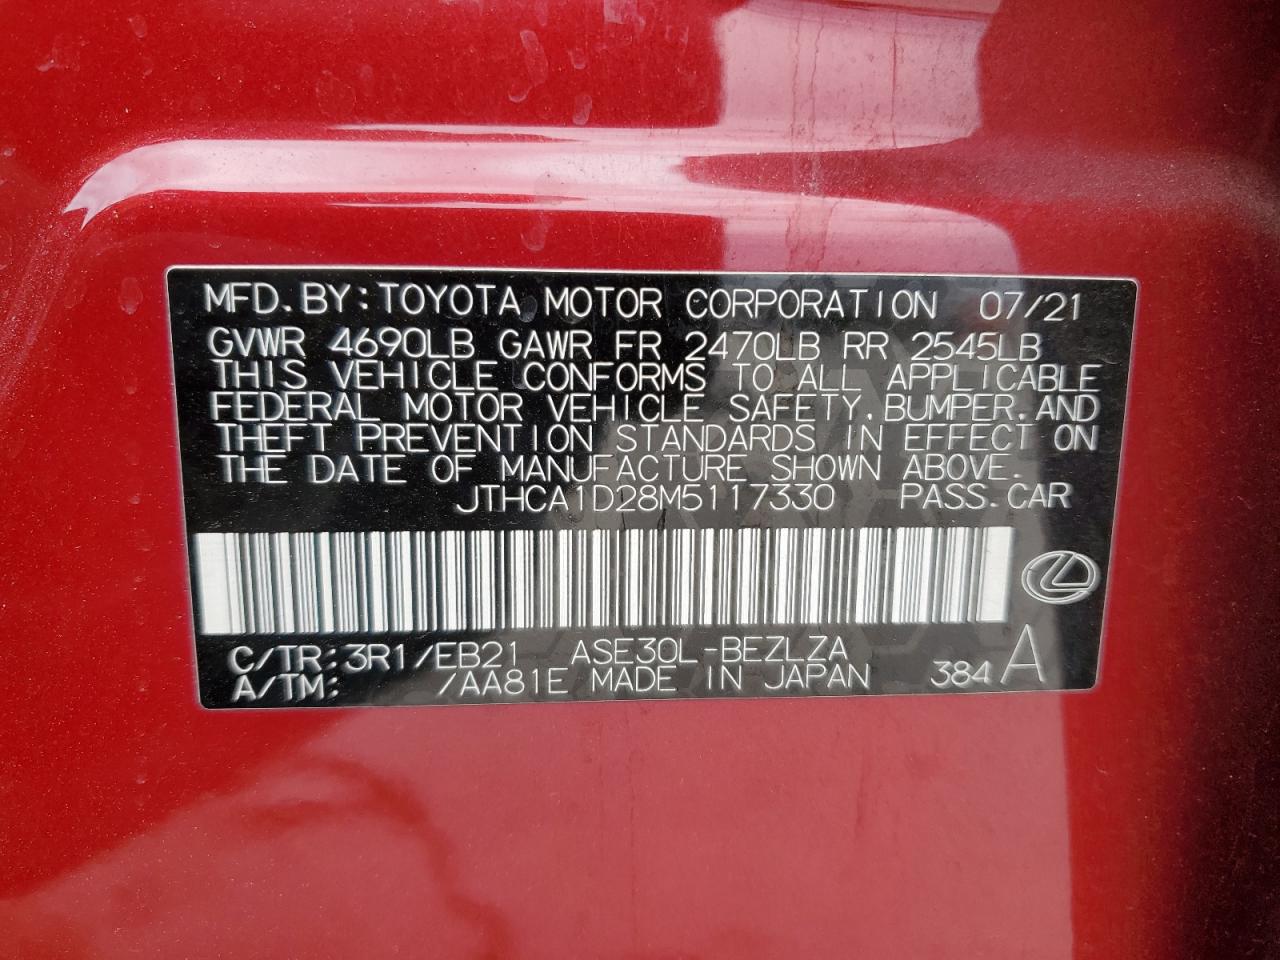 MFD.BY:TOYOTA MOTOR CORPORATION 07/21
GVWR 4690LB GAWR FR 2470LB RR 2545LB
THIS VEHICLE CONFORMS TO ALL APPLICABLE
FEDERAL MOTOR VEHICLE SAFETY, BUMPER, AND
THEFT PREVENTION STANDARDS IN EFFECT ON
THE DATE OF MANUFACTURE SHOWN ABOVE.
JTHCA1D28M5117330 PASS.CAR
C/TR:3R1/EB21 ASE30L-BEZLZA
A/TM: /AA81E MADE IN JAPAN 384 A